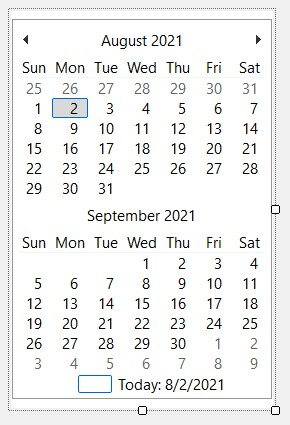 August 2021
Sun Mon Tue Wed Thu Fri Sat
25 26 27 28 29 30 31
1 2 3 4 5 6 7
8 9 10 11 12 13 14
15 16 17 18 19 20 21
22 23 24 25 26 27 28
29 30 31
September 2021
Sun Mon Tue Wed Thu Fri Sat
1 2 3 4
5 6 7 8 9 10 11
12 13 14 15 16 17 18
19 20 21 22 23 24 25
26 27 28 29 30 1 2
3 4 5 6 7 8 9
Today: 8/2/2021